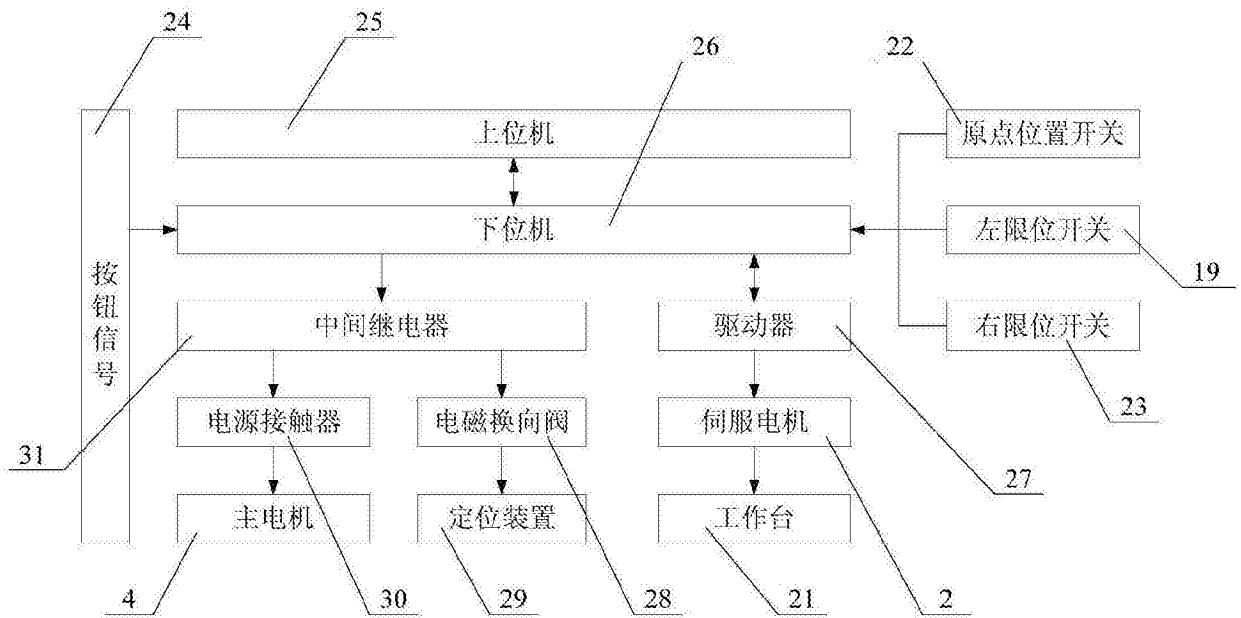 24
25
26
22
上位机
原点位置开关
下位机
左限位开关
19
按钮信号
中间继电器
驱动器
右限位开关
电源接触器
电磁换向阀
伺服电机
23
31
27
主电机
定位装置
工作台
4
30
29
28
21
2